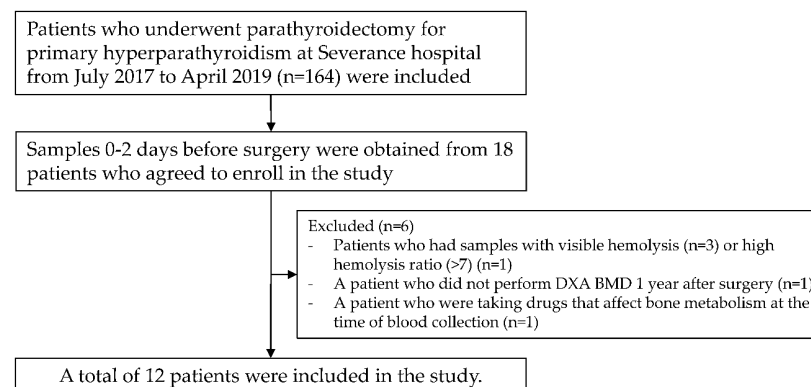 Patients who underwent parathyroidectomy for
primary hyperparathyroidism at Severance hospital
from July 2017 to April 2019 (n=164) were included
Samples 0-2 days before surgery were obtained from 18
patients who agreed to enroll in the study
Excluded (n=6)
- Patients who had samples with visible hemolysis (n=3) or high
hemolysis ratio (>7) (n=1)
- A patient who did not perform DXA BMD 1 year after surgery (n=1)
- A patient who were taking drugs that affect bone metabolism at the
time of blood collection (n=1)
A total of 12 patients were included in the study.